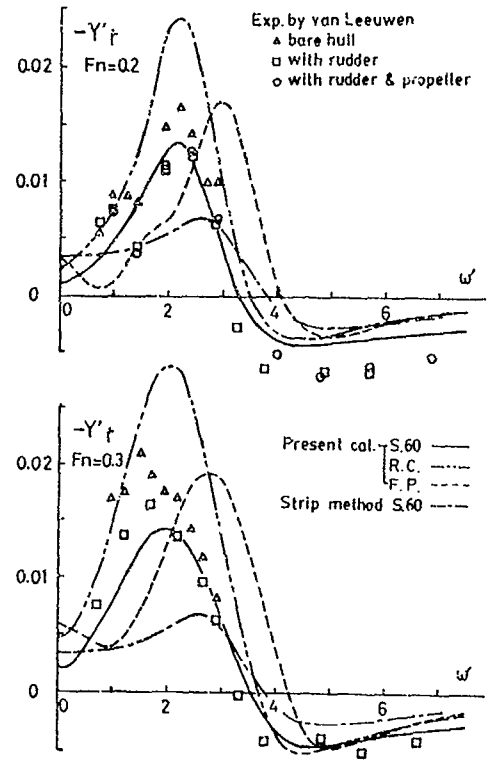 Exp. by van Leeuwen
△ bare hull
□ with rudder
○ with rudder & propeller
-Y'ṙ
Fn=0.2
0.02
0.01
0
0
2
4
6
ω'
-Y'ṙ
Fn=0.3
Present cal. S.60
R.C.
F.P.
Strip method S.60
0.02
0.01
0
0
2
4
6
ω'